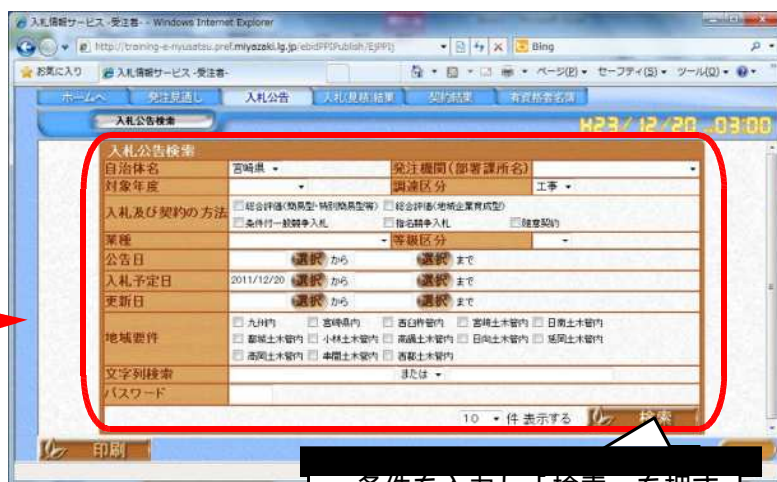 入札情報サービス -受注者- - Windows Internet Explorer
http://training-e-nyusatsu.pref.miyazaki.lg.jp/ebidPPIPublish/EjPPIj
Bing
お気に入り 入札情報サービス -受注者-
ページ(P) セーフティ(S) ツール(O)
ホームへ 発注見通し 入札公告 入札(見積)結果 契約結果 有資格者名簿
入札公告検索
H23/12/20 03:00
入札公告検索
自治体名 宮崎県 発注機関(部署課所名)
対象年度 調達区分 工事
入札及び契約の方法 総合評価(簡易型・特別簡易型等) 総合評価(地域企業育成型)
条件付一般競争入札 指名競争入札 随意契約
業種 等級区分
公告日 選択 から 選択 まで
入札予定日 2011/12/20 選択 から 選択 まで
更新日 選択 から 選択 まで
地域要件 九州内 宮崎県内 西臼杵管内 宮崎土木管内 日南土木管内
都城土木管内 小林土木管内 高鍋土木管内 日向土木管内 延岡土木管内
高岡土木管内 串間土木管内 西都土木管内
文字列検索 または
パスワード
10 件 表示する 検索
印刷
条件を入力し「検索」を押す